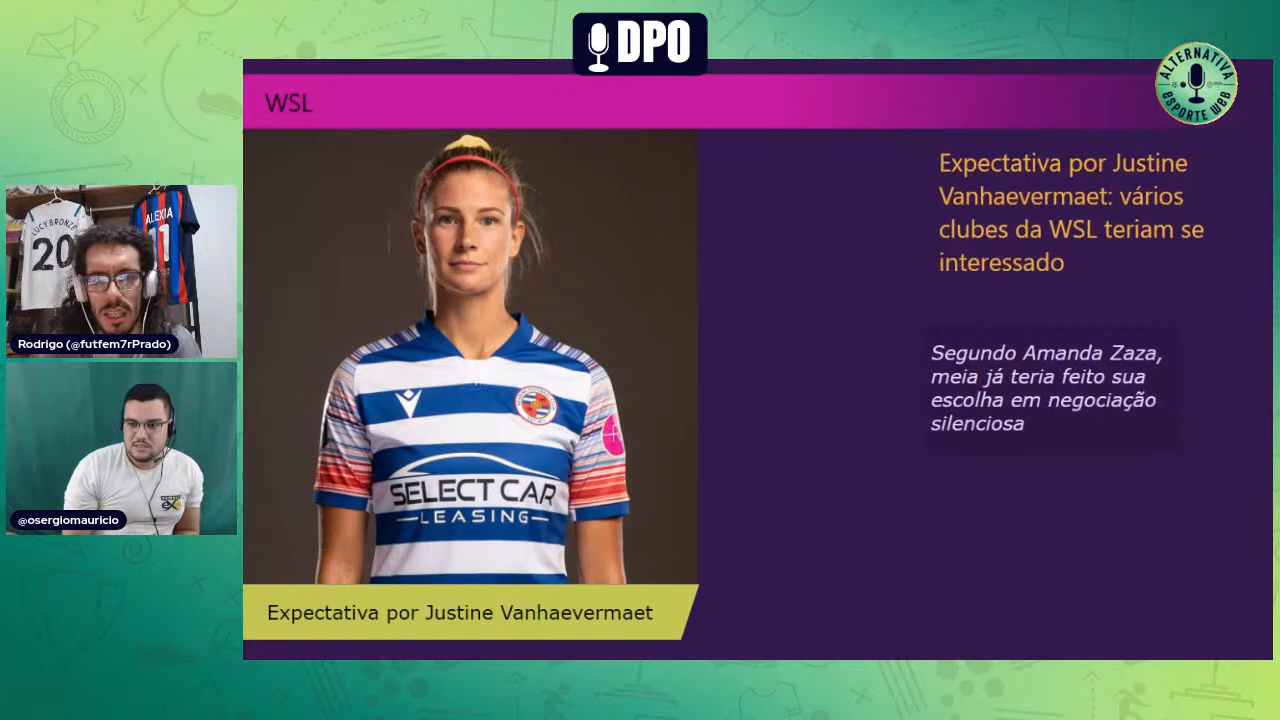 DPO
ALTERNATIVA
ESPORTE WEB
WSL
Expectativa por Justine
Vanhaevermaet: vários
clubes da WSL teriam se
interessado
Segundo Amanda Zaza,
meia já teria feito sua
escolha em negociação
silenciosa
LUCY BRONZE
20
ALEXIA
11
Rodrigo (@futfem7rPrado)
@osergiomauricio
SELECT CAR
LEASING
Expectativa por Justine Vanhaevermaet